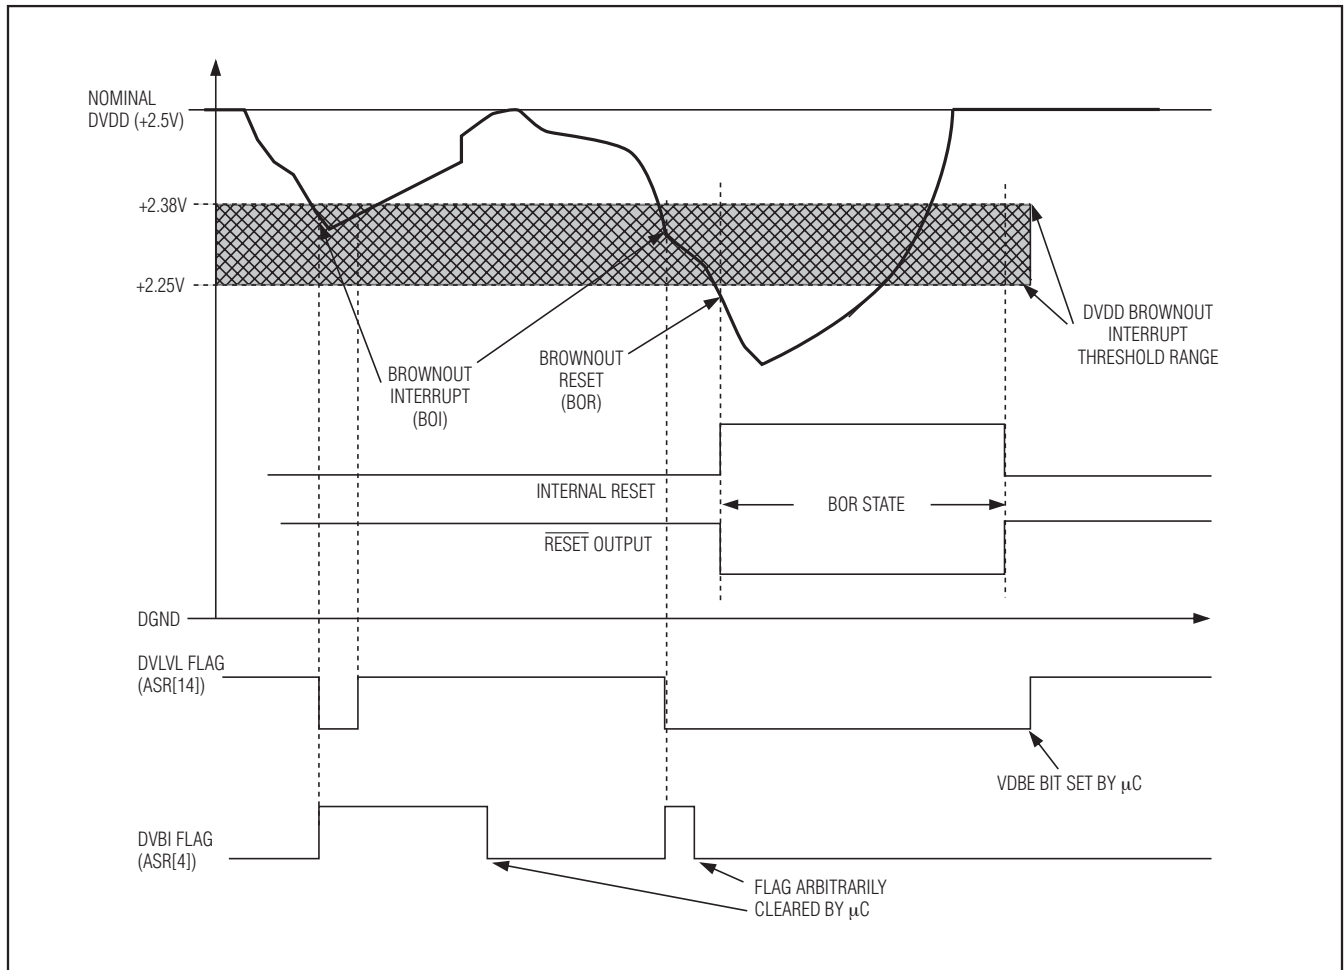 NOMINAL
DVDD (+2.5V)
+2.38V
+2.25V
DVDD BROWNOUT
INTERRUPT
THRESHOLD RANGE
BROWNOUT
INTERRUPT
(BOI)
BROWNOUT
RESET
(BOR)
INTERNAL RESET
BOR STATE
RESET OUTPUT
DGND
DVLVL FLAG
(ASR[14])
VDBE BIT SET BY µC
DVBI FLAG
(ASR[4])
FLAG ARBITRARILY
CLEARED BY µC